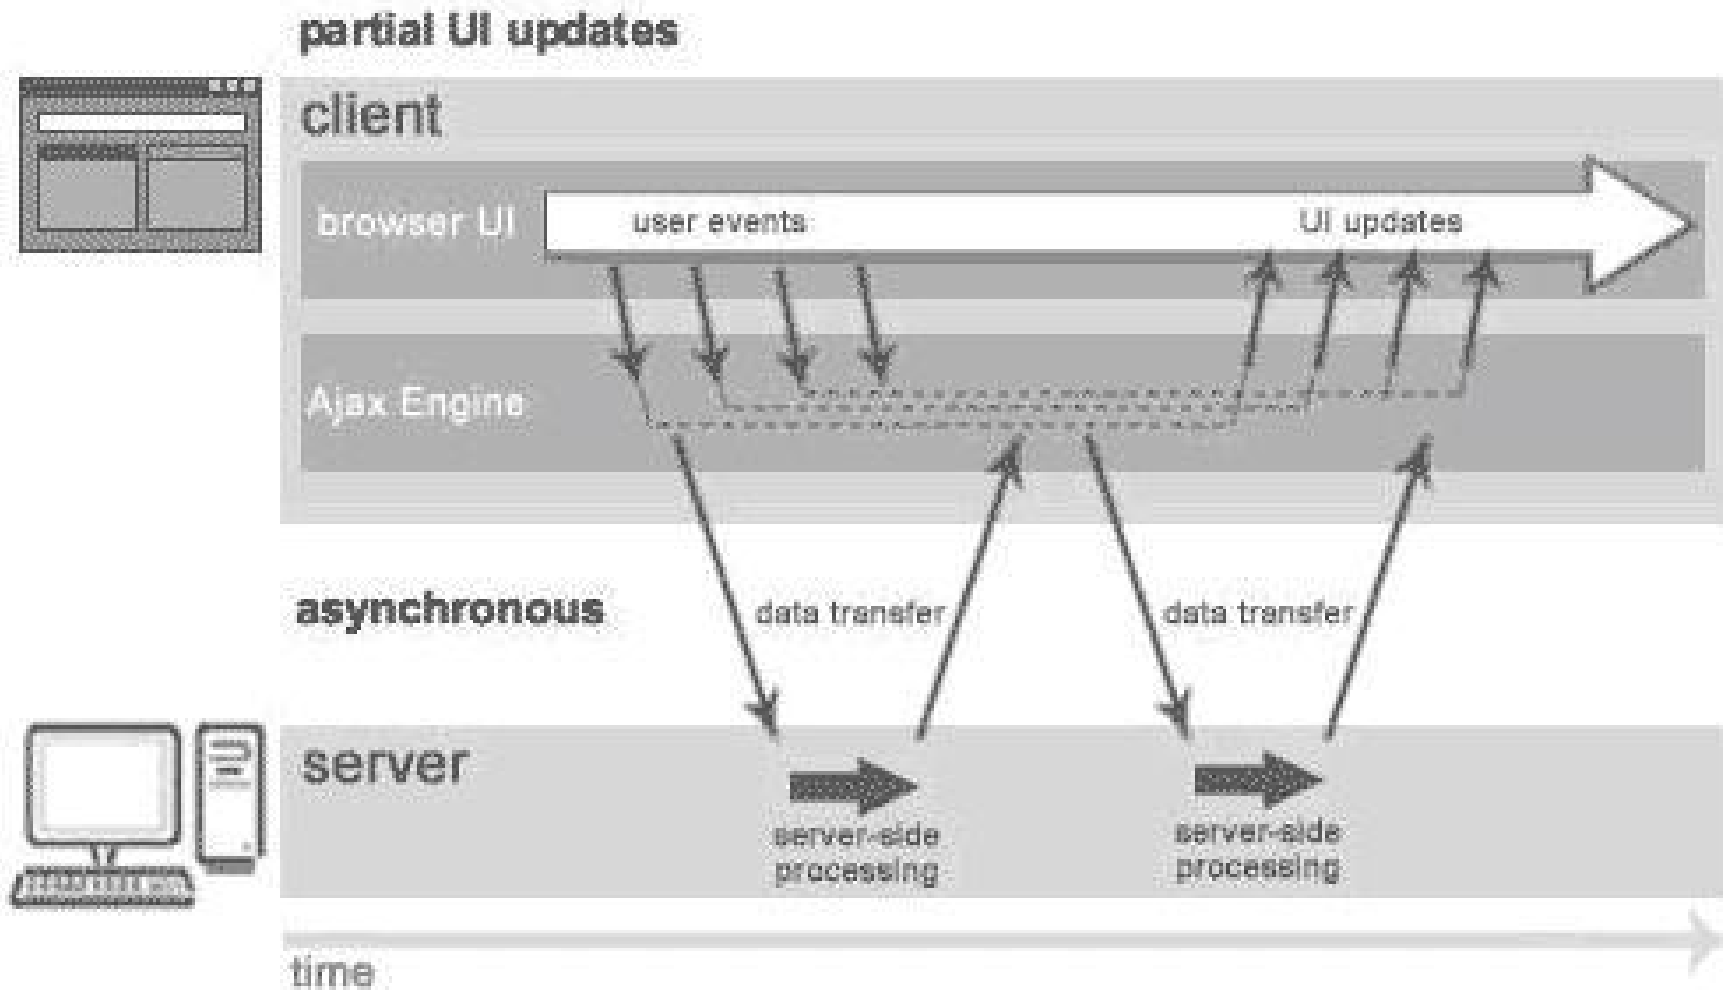 partial UI updates
client
browser UI
user events
UI updates
Ajax Engine
asynchronous
data transfer
data transfer
server
server-side
processing
server-side
processing
time